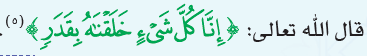 قال الله تعالى: ﴿إِنَّا كُلَّ شَىْءٍ خَلَقْنَٰهُ بِقَدَرٍ﴾(٥).